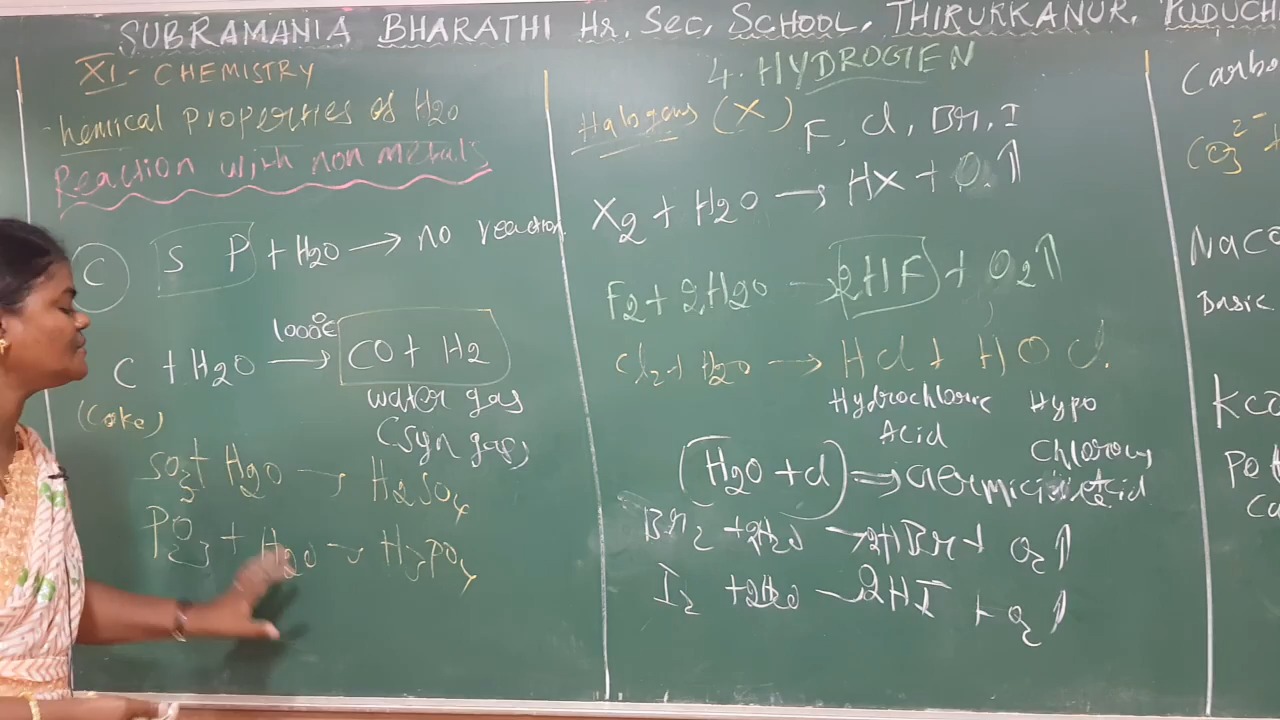 SUBRAMANIA BHARATHI Hr. Sec, SCHOOL, THIRUKKANUR, PUDUCH
XI - CHEMISTRY
4. HYDROGEN
hemical Properties of H2O
Reaction with non Metals
C S P + H2O → no reaction
C + H2O 1000°C → CO + H2
(Coke)
water gas
(syn gas)
SO3 + H2O → H2SO4
P2O3 + H2O → H3PO4
Halogens (X)
F, Cl, Br, I
X2 + H2O → HX + O2↑
F2 + 2H2O → 2HF + O2↑
Cl2 + H2O → HCl + HOCl.
Hydrochloric Acid
Hypo Chlorous Acid
(H2O + Cl) ⇒ Germicide
Br2 + 2H2O → 2HBr + O2↑
I2 + 2H2O → 2HI + O2↑
Carbo
CO3 2- +
NaCO
Basic
KCO
Pot
Ca